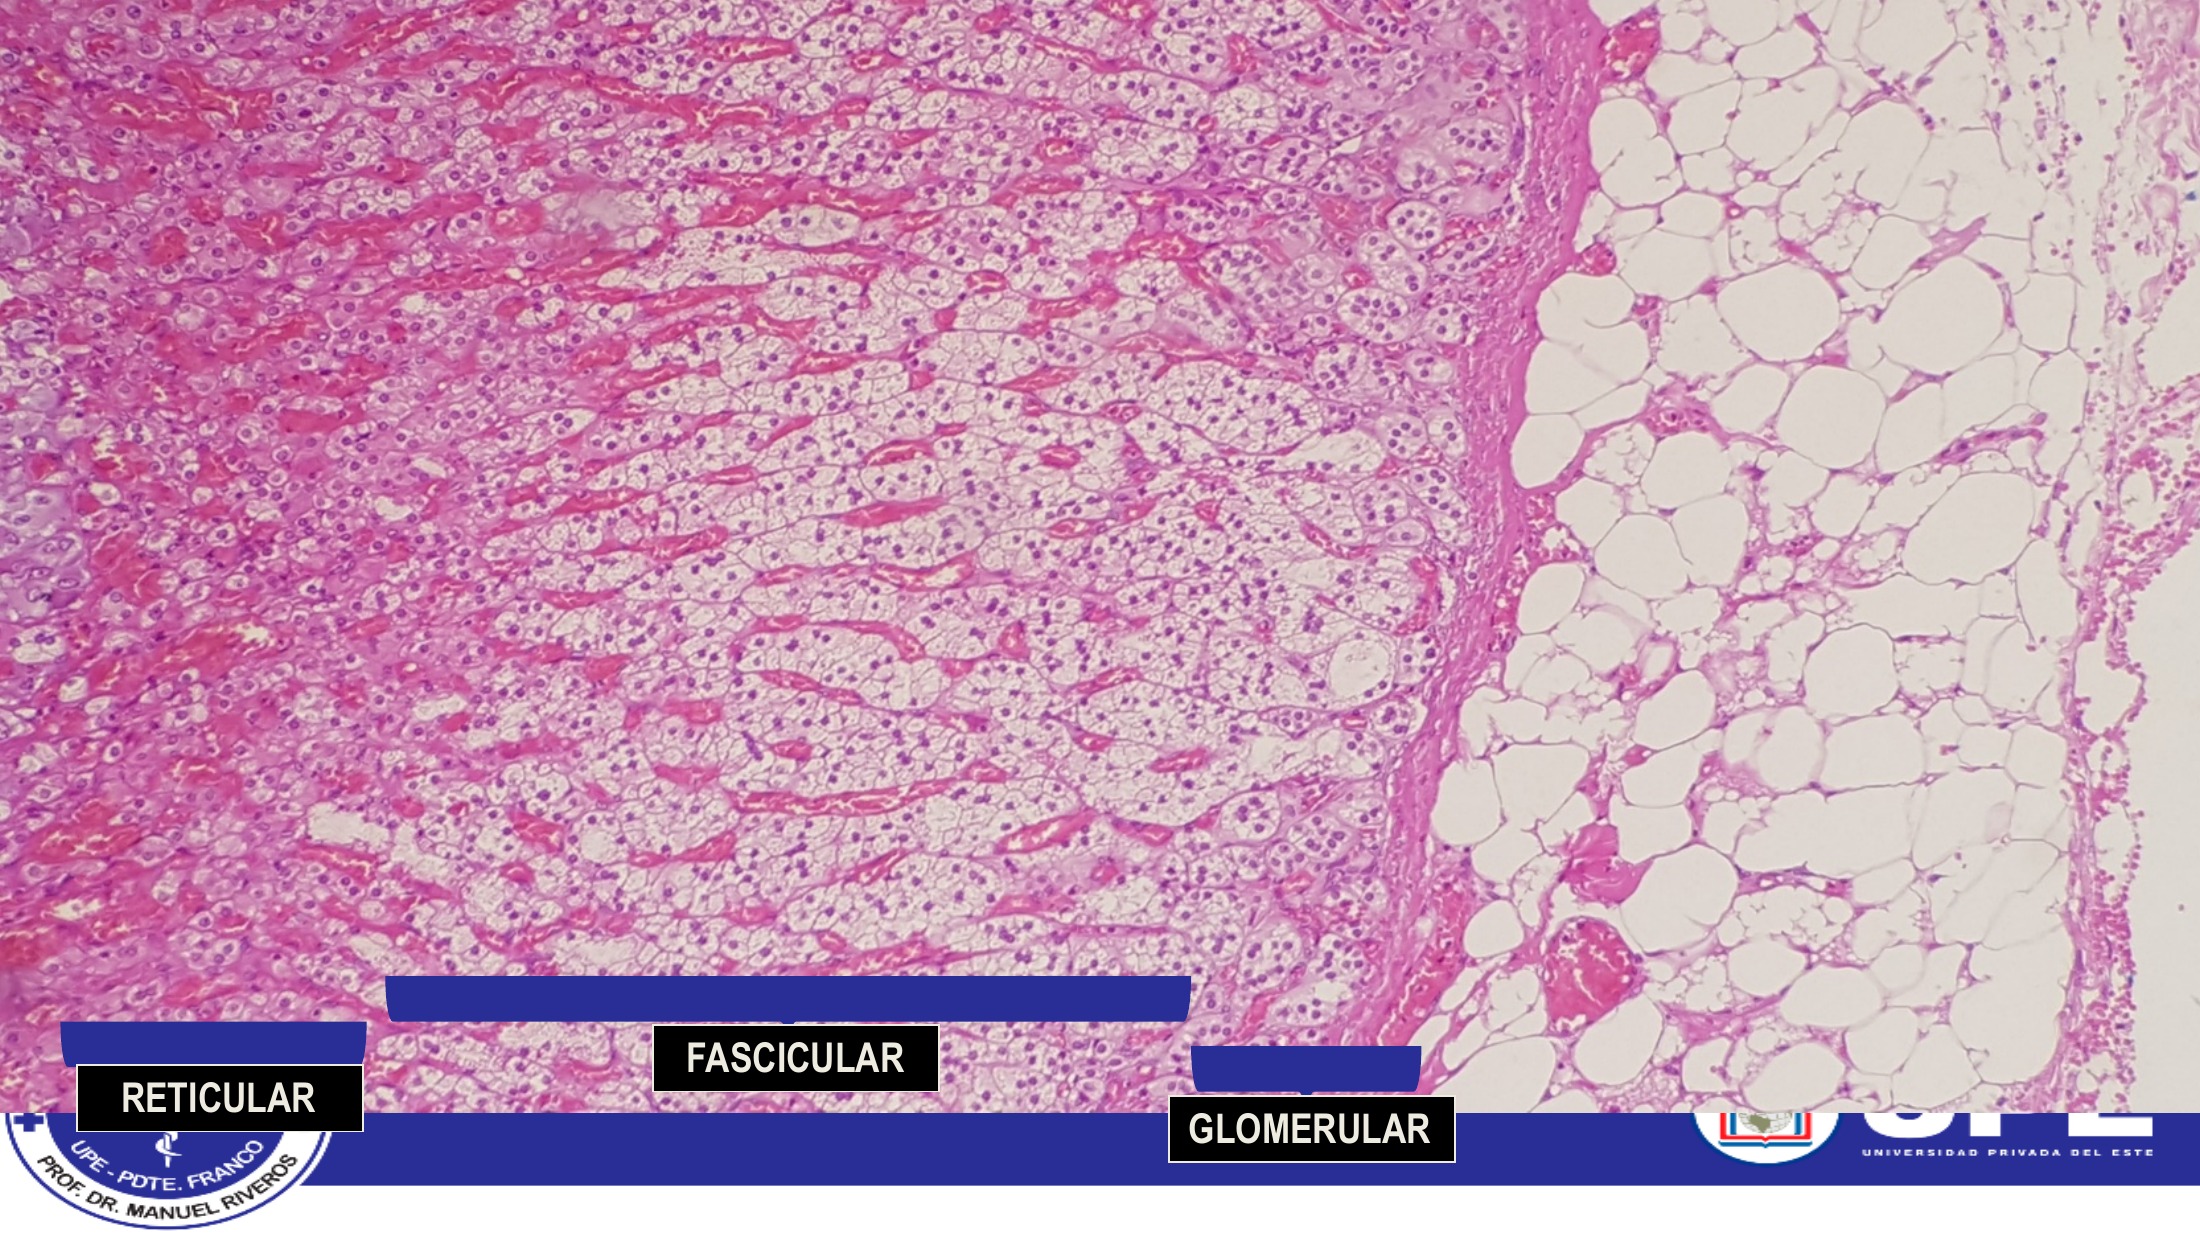 FASCICULAR
RETICULAR
GLOMERULAR
UPE - PDTE. FRANCO
PROF. DR. MANUEL RIVEROS
UNIVERSIDAD PRIVADA DEL ESTE